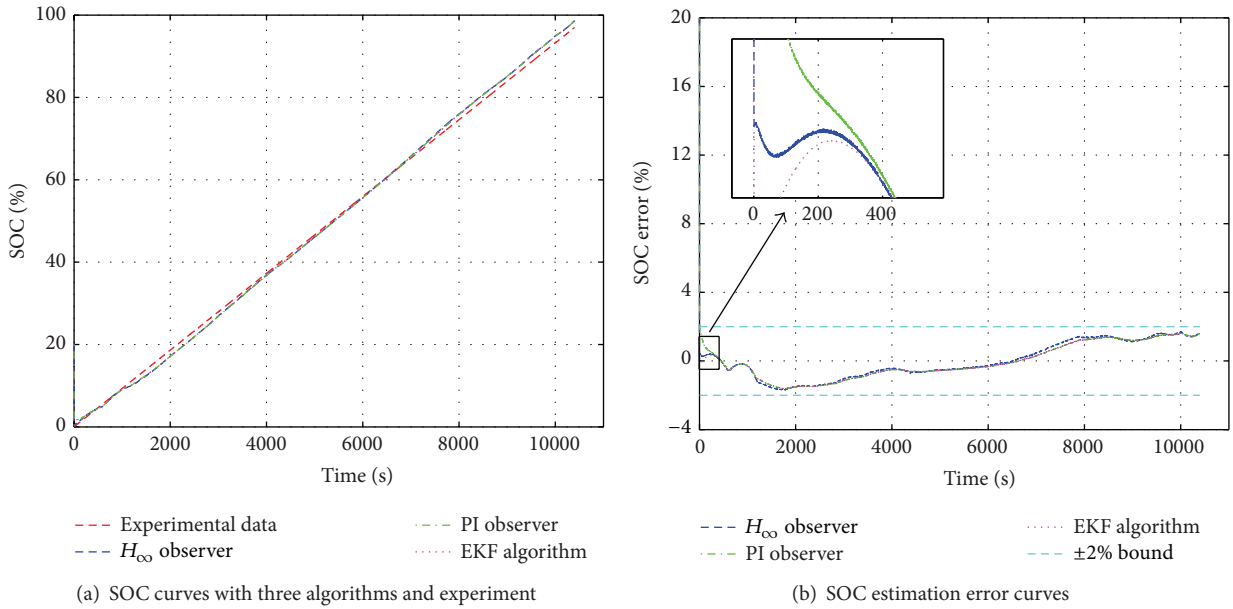 100
80
60
40
20
0
SOC (%)
0 2000 4000 6000 8000 10000
Time (s)
Experimental data
H∞ observer
PI observer
EKF algorithm
(a) SOC curves with three algorithms and experiment
20
16
12
8
4
0
−4
SOC error (%)
0 200 400
0 2000 4000 6000 8000 10000
Time (s)
H∞ observer
PI observer
EKF algorithm
±2% bound
(b) SOC estimation error curves